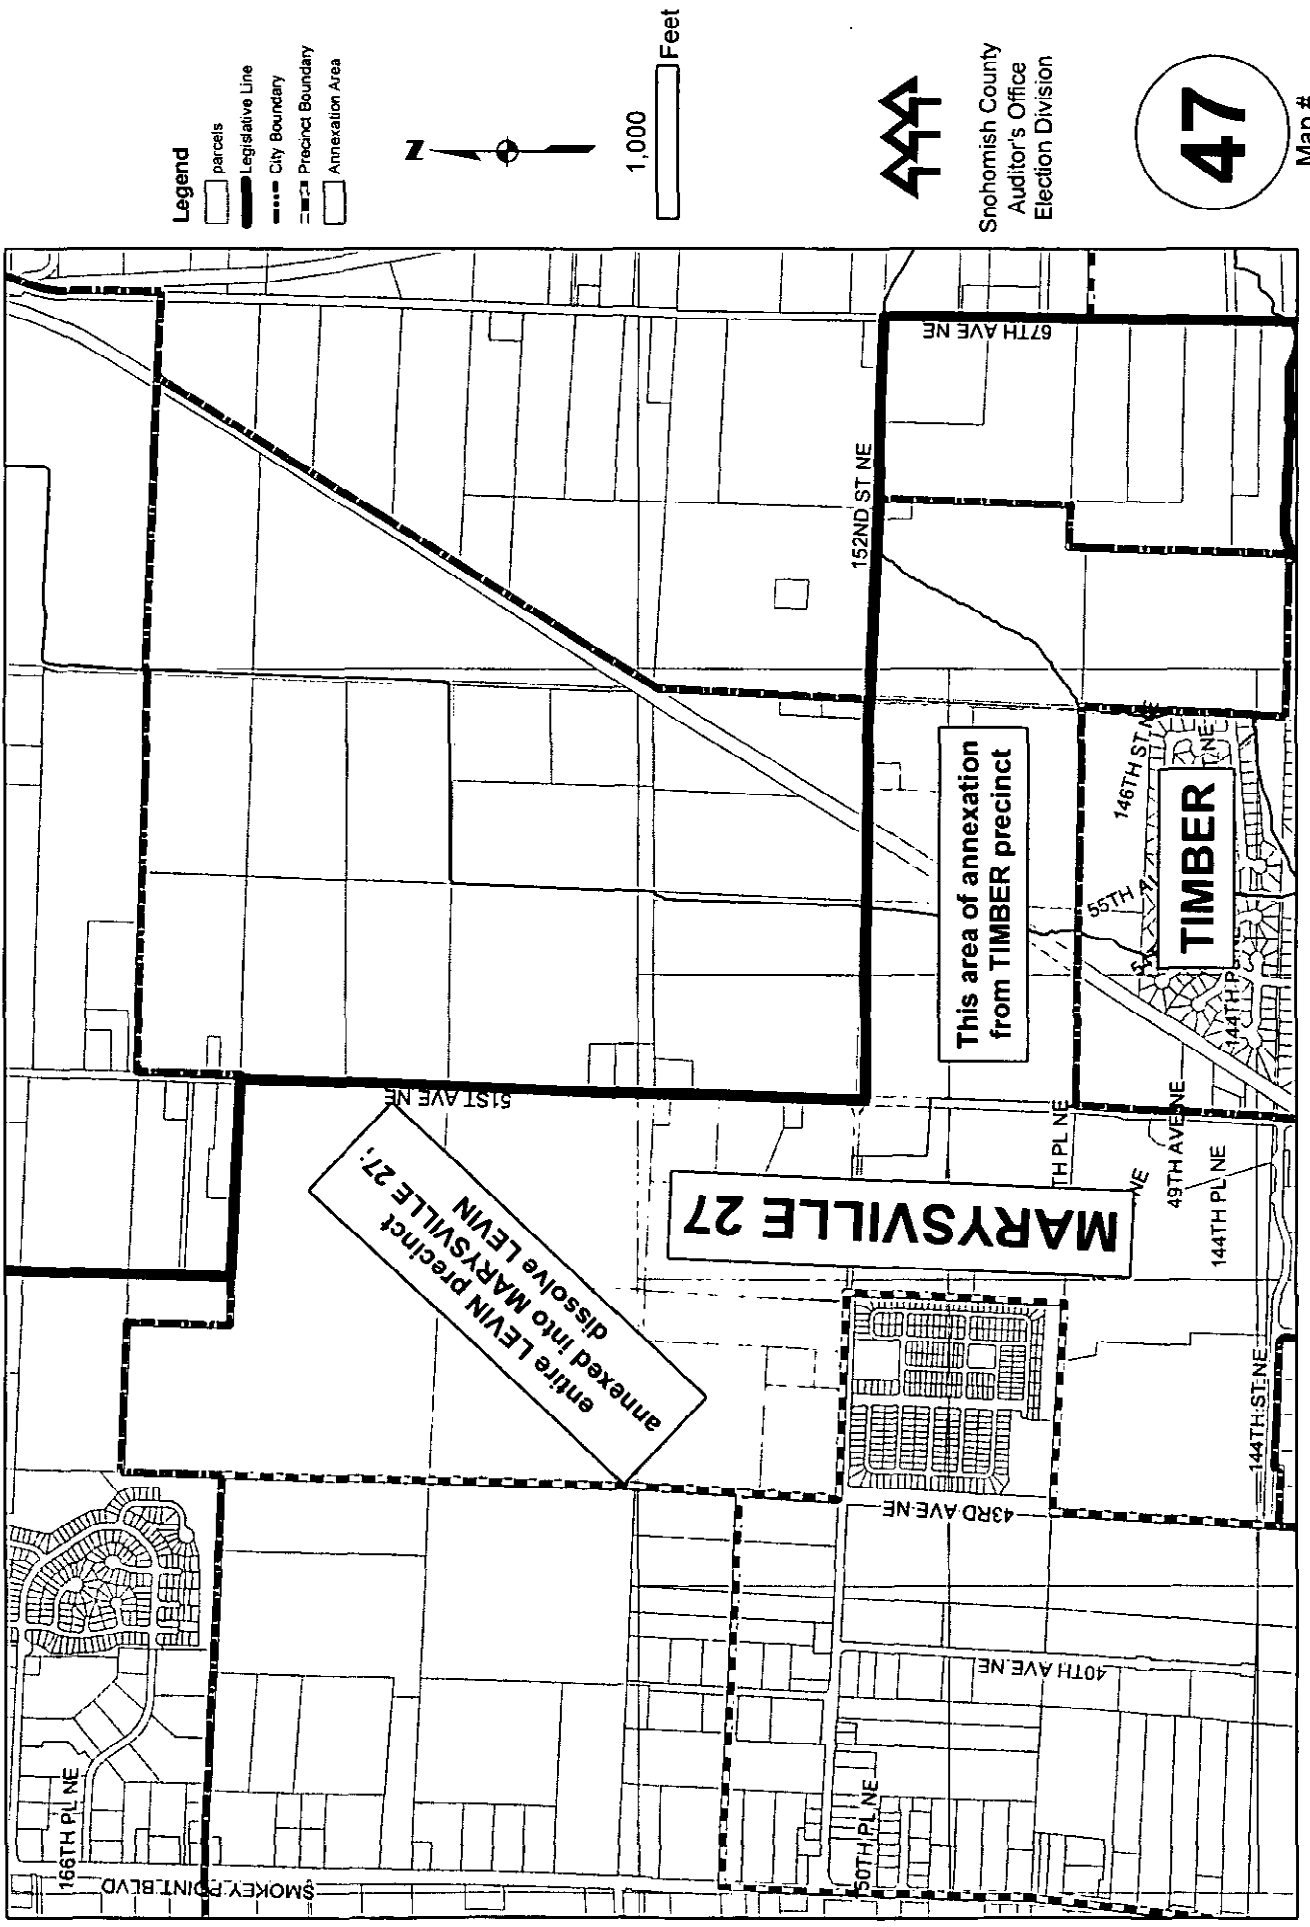 Legend
parcels
Legislative Line
City Boundary
Precinct Boundary
Annexation Area
N
1,000
Feet
Snohomish County
Auditor's Office
Election Division
47
Map #
166TH PL NE
SMOKEY POINT BLVD
51ST AVE NE
entire LEVIN precinct
annexed into MARYSVILLE 27;
dissolve LEVIN
MARYSVILLE 27
152ND ST NE
67TH AVE NE
This area of annexation
from TIMBER precinct
TIMBER
146TH ST NE
55TH
144TH
TH PL NE
49TH AVE NE
NE
144TH PL NE
144TH ST NE
43RD AVE NE
40TH AVE NE
50TH PL NE